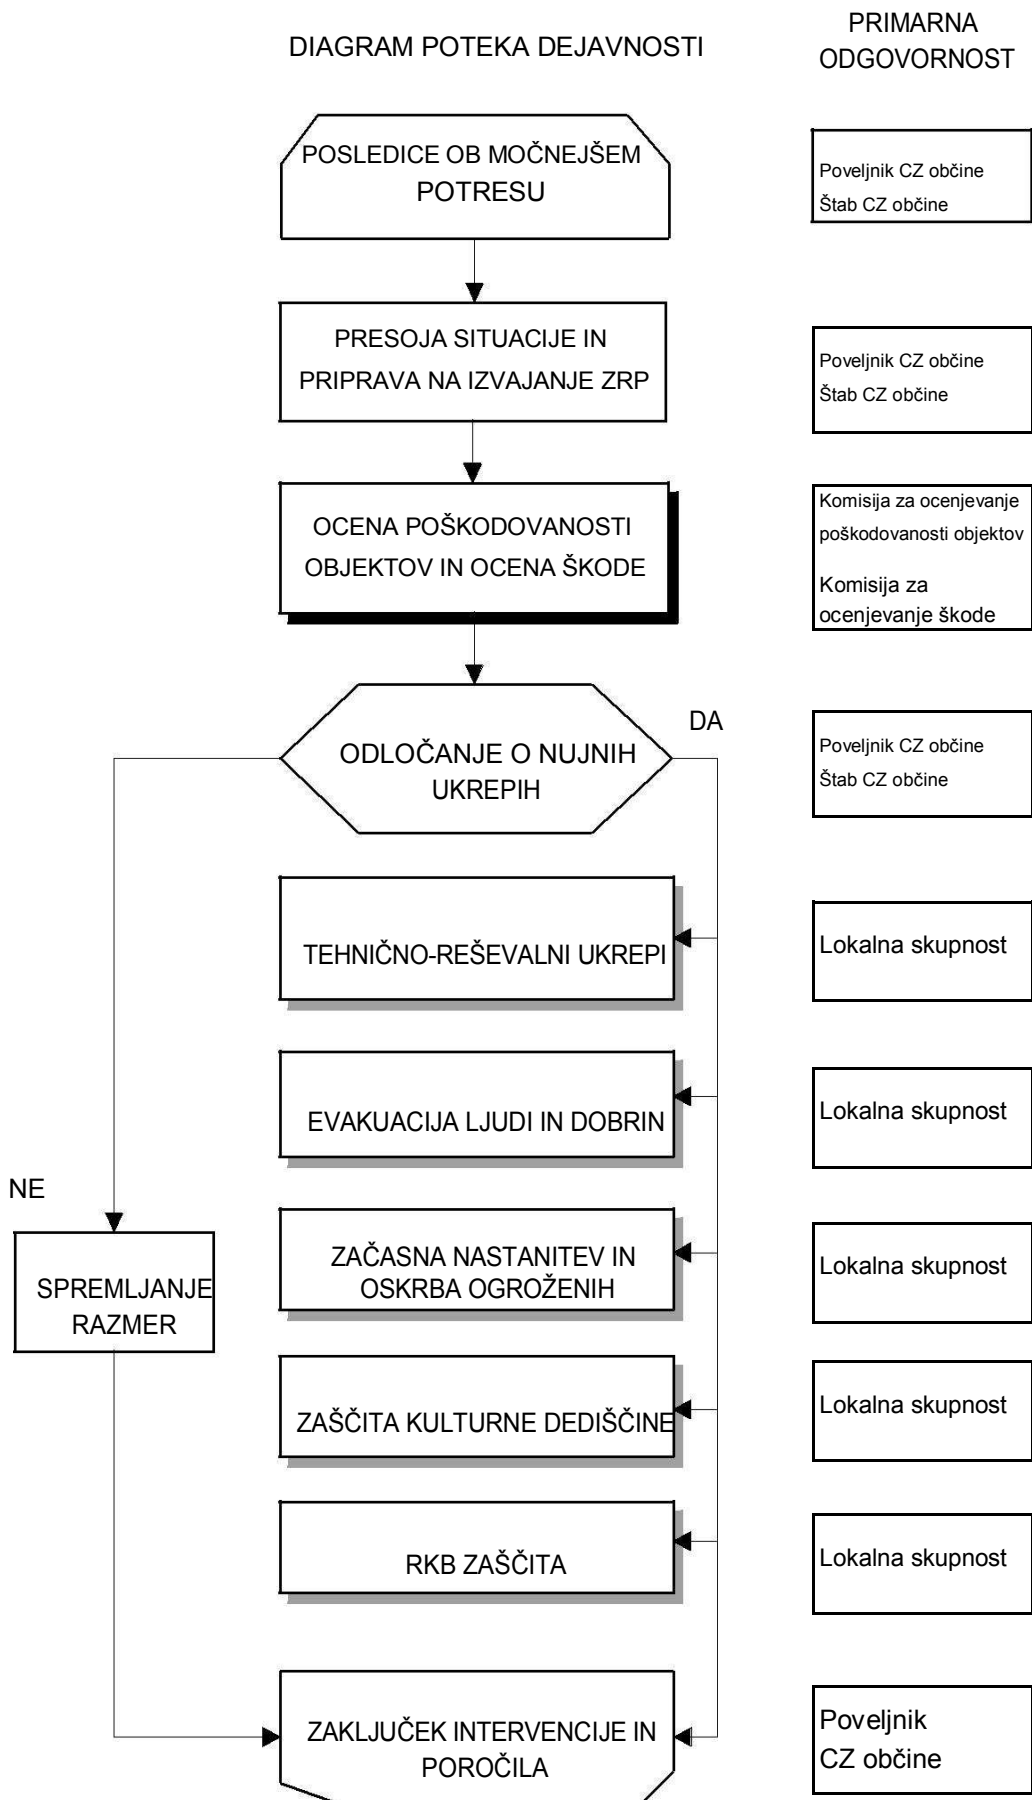 DIAGRAM POTEKA DEJAVNOSTI
PRIMARNA
ODGOVORNOST
POSLEDICE OB MOČNEJŠEM
POTRESU
Poveljnik CZ občine
Štab CZ občine
PRESOJA SITUACIJE IN
PRIPRAVA NA IZVAJANJE ZRP
Poveljnik CZ občine
Štab CZ občine
OCENA POŠKODOVANOSTI
OBJEKTOV IN OCENA ŠKODE
Komisija za ocenjevanje
poškodovanosti objektov
Komisija za
ocenjevanje škode
DA
ODLOČANJE O NUJNIH
UKREPIH
Poveljnik CZ občine
Štab CZ občine
TEHNIČNO-REŠEVALNI UKREPI
Lokalna skupnost
EVAKUACIJA LJUDI IN DOBRIN
Lokalna skupnost
NE
SPREMLJANJE
RAZMER
ZAČASNA NASTANITEV IN
OSKRBA OGROŽENIH
Lokalna skupnost
ZAŠČITA KULTURNE DEDIŠČINE
Lokalna skupnost
RKB ZAŠČITA
Lokalna skupnost
ZAKLJUČEK INTERVENCIJE IN
POROČILA
Poveljnik
CZ občine